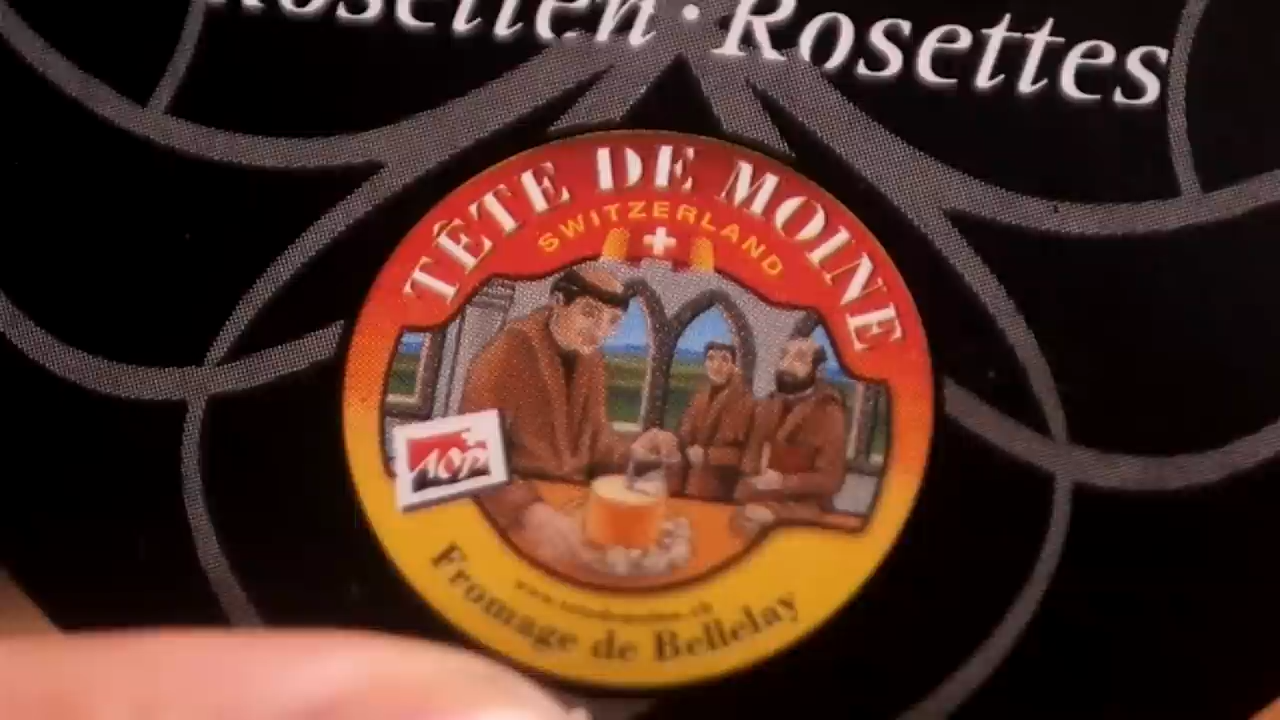 Rosetten · Rosettes
TÊTE DE MOINE
SWITZERLAND
AOP
Fromage de Bellelay